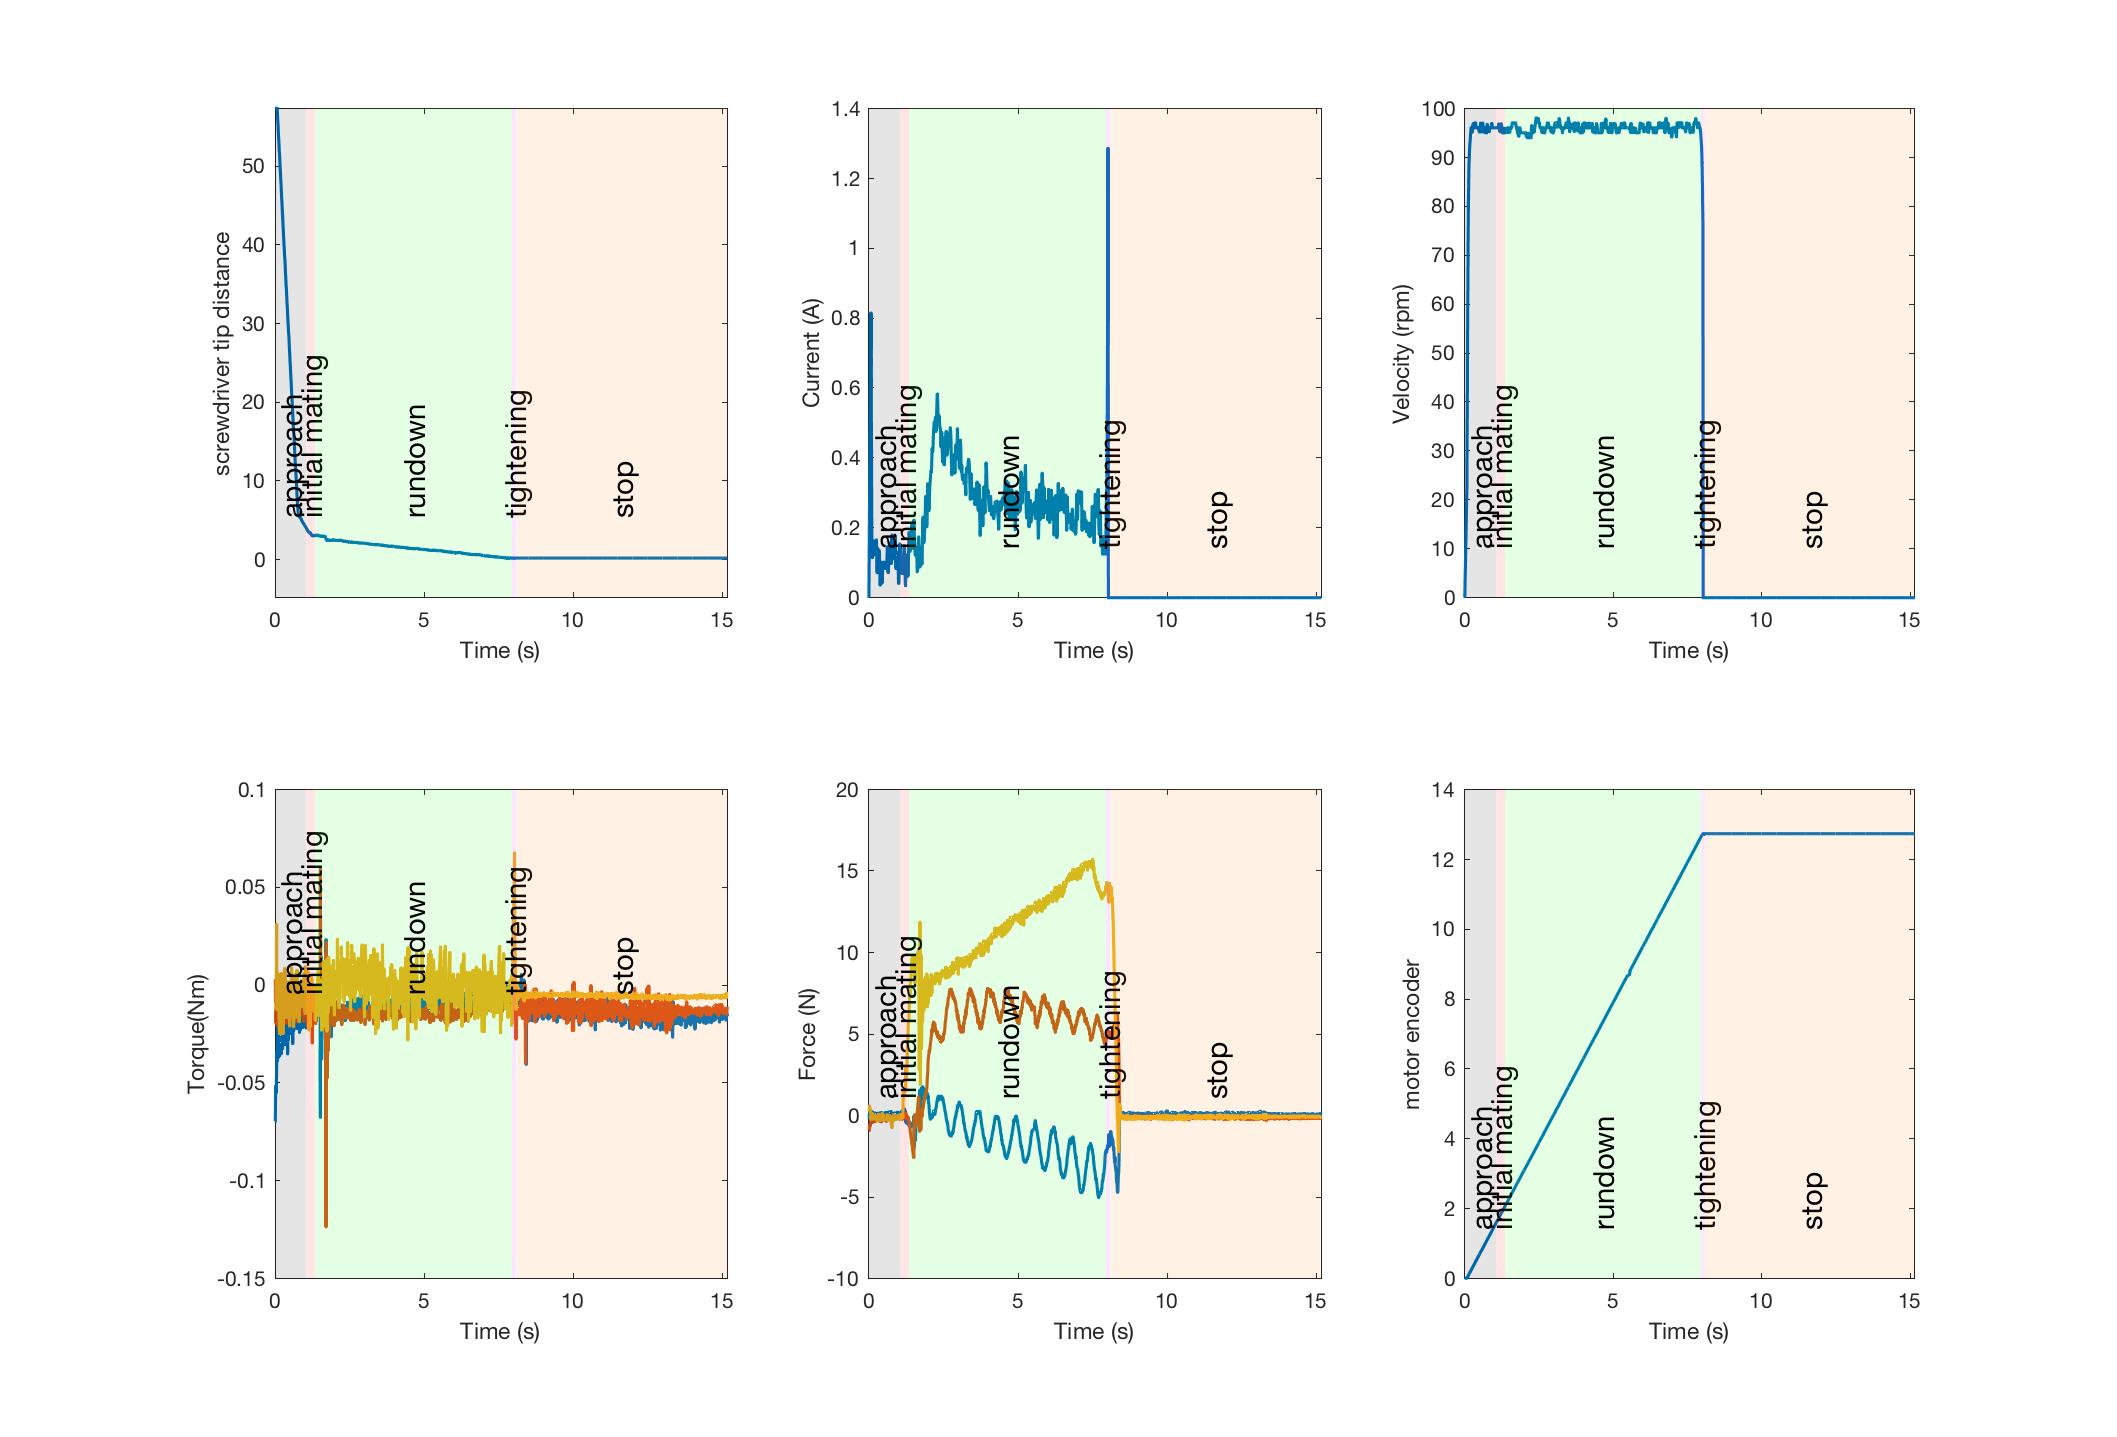 screwdriver tip distance
50
40
30
20
10
0
approach
initial mating
rundown
tightening
stop
0 5 10 15
Time (s)
Current (A)
1.4
1.2
1
0.8
0.6
0.4
0.2
0
approach
initial mating
rundown
tightening
stop
0 5 10 15
Time (s)
Velocity (rpm)
100
90
80
70
60
50
40
30
20
10
0
approach
initial mating
rundown
tightening
stop
0 5 10 15
Time (s)
Torque(Nm)
0.1
0.05
0
-0.05
-0.1
-0.15
approach
initial mating
rundown
tightening
stop
0 5 10 15
Time (s)
Force (N)
20
15
10
5
0
-5
-10
approach
initial mating
rundown
tightening
stop
0 5 10 15
Time (s)
motor encoder
14
12
10
8
6
4
2
0
approach
initial mating
rundown
tightening
stop
0 5 10 15
Time (s)